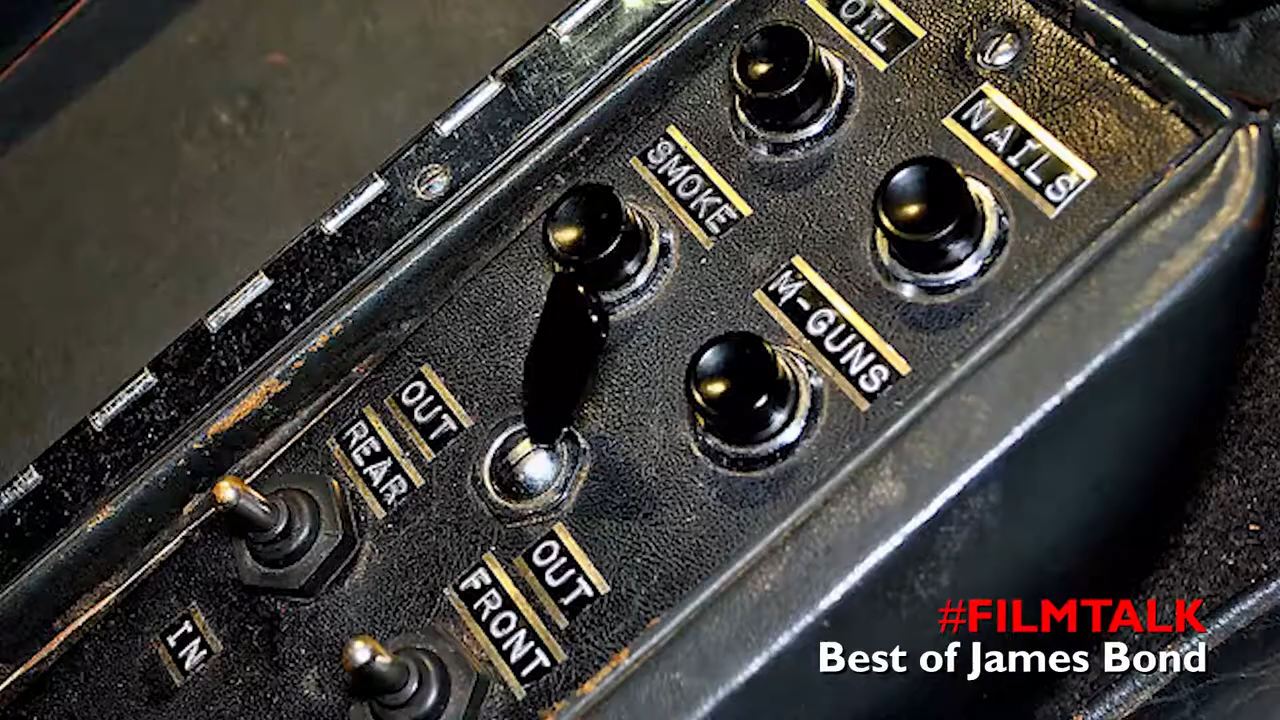 OIL
NAILS
SMOKE
M-GUNS
OUT
REAR
OUT
FRONT
IN
#FILMTALK
Best of James Bond